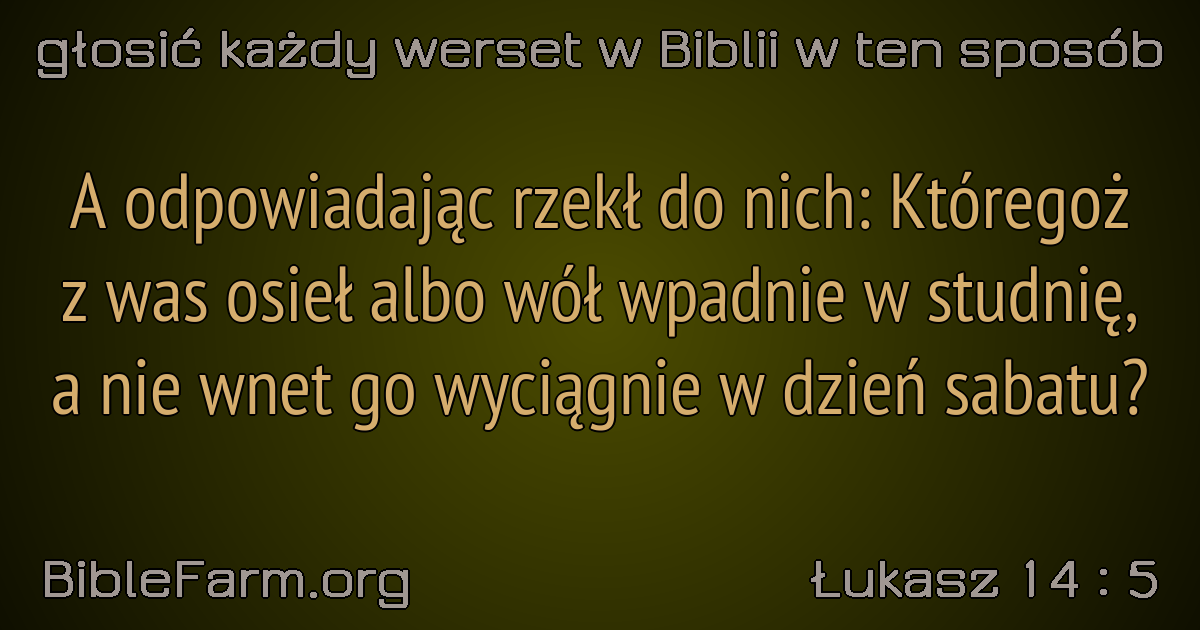 głosić każdy werset w Biblii w ten sposób
A odpowiadając rzekł do nich: Któregoż
z was osieł albo wół wpadnie w studnię,
a nie wnet go wyciągnie w dzień sabatu?
BibleFarm.org
Łukasz 14 : 5